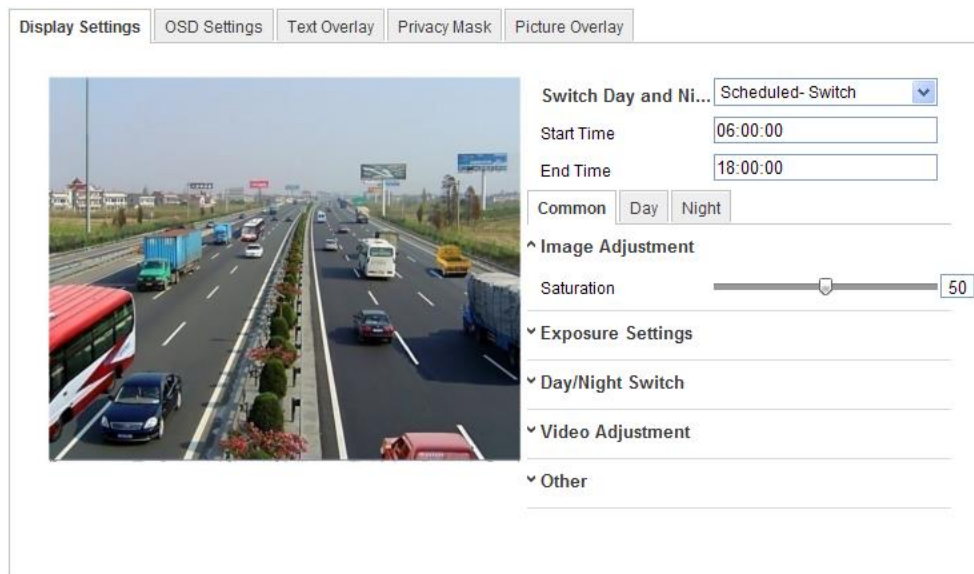 Display Settings
OSD Settings
Text Overlay
Privacy Mask
Picture Overlay
Switch Day and Ni...
Scheduled- Switch
Start Time
06:00:00
End Time
18:00:00
Common
Day
Night
Image Adjustment
Saturation
50
Exposure Settings
Day/Night Switch
Video Adjustment
Other